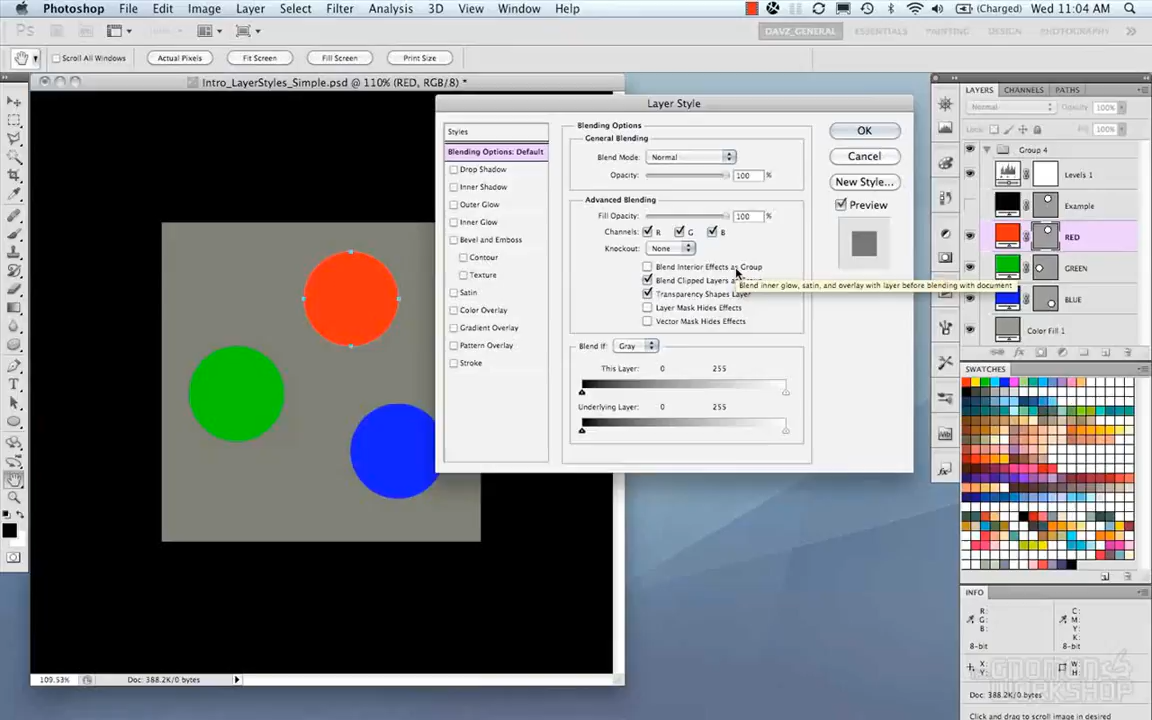 Photoshop File Edit Image Layer Select Filter Analysis 3D View Window Help (Charged) Wed 11:04 AM
Ps DAVZ_GENERAL ESSENTIALS PAINTING DESIGN PHOTOGRAPHY
Scroll All Windows Actual Pixels Fit Screen Fill Screen Print Size
Intro_LayerStyles_Simple.psd @ 110% (RED, RGB/8) *
LAYERS CHANNELS PATHS
Layer Style
Normal Opacity: 100%
Styles
Blending Options
General Blending
OK
Lock: Fill: 100%
Blending Options: Default
Blend Mode: Normal
Cancel
Group 4
Drop Shadow
Opacity: 100 %
Levels 1
Inner Shadow
New Style...
Outer Glow
Advanced Blending
Preview
Example
Inner Glow
Fill Opacity: 100 %
Bevel and Emboss
Channels: R G B
RED
Contour
Knockout: None
Texture
Blend Interior Effects as Group
GREEN
Satin
Blend Clipped Layers a
Blend inner glow, satin, and overlay with layer before blending with document
Color Overlay
Transparency Shapes Layer
BLUE
Gradient Overlay
Layer Mask Hides Effects
Pattern Overlay
Vector Mask Hides Effects
Color Fill 1
Stroke
Blend If: Gray
fx
This Layer: 0 255
SWATCHES
Underlying Layer: 0 255
INFO
R: C:
G: M:
B: Y:
K:
8-bit 8-bit
X: W:
Y: H:
GNOMON
WORKSHOP
109.53% Doc: 388.2K/0 bytes
Doc: 388.2K/0 bytes
Click and drag to scroll image in desired